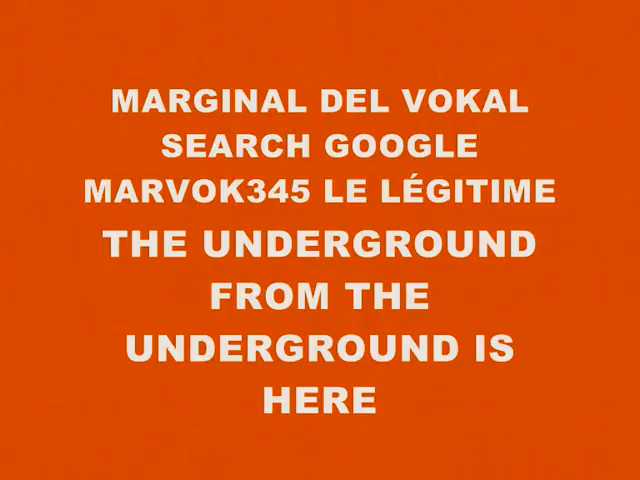 MARGINAL DEL VOKAL
SEARCH GOOGLE
MARVOK345 LE LÉGITIME
THE UNDERGROUND
FROM THE
UNDERGROUND IS
HERE